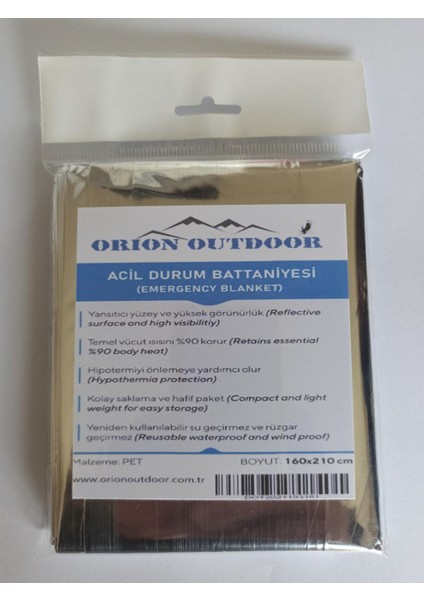 ORION OUTDOOR
ACİL DURUM BATTANİYESİ
(EMERGENCY BLANKET)
Yansıtıcı yüzey ve yüksek görünürlük (Reflective
surface and high visibilitiy)
Temel vücut ısısını %90 korur (Retains essential
%90 body heat)
Hipotermiyi önlemeye yardımcı olur
(Hypothermia protection)
Kolay saklama ve hafif paket (Compact and light
weight for easy storage)
Yeniden kullanılabilir su geçirmez ve rüzgar
geçirmez (Reusable waterproof and wind proof)
Malzeme: PET BOYUT: 160x210 cm
www.orionoutdoor.com.tr